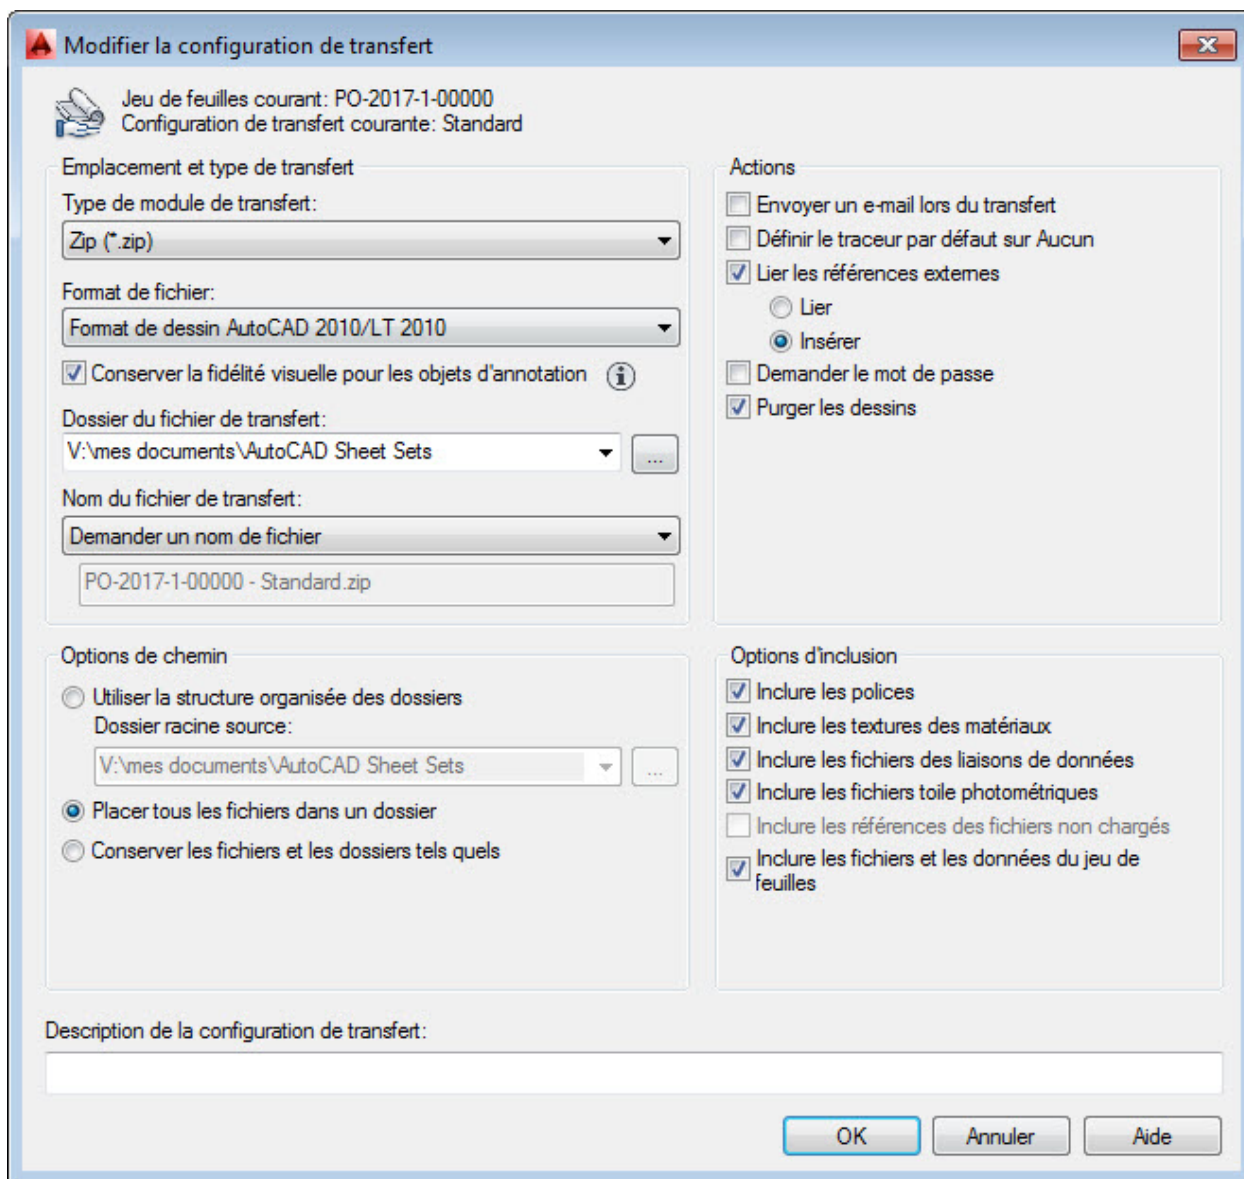 Modifier la configuration de transfert
Jeu de feuilles courant: PO-2017-1-00000
Configuration de transfert courante: Standard
Emplacement et type de transfert
Type de module de transfert:
Zip (*.zip)
Format de fichier:
Format de dessin AutoCAD 2010/LT 2010
Conserver la fidélité visuelle pour les objets d'annotation
Dossier du fichier de transfert:
V:\mes documents\AutoCAD Sheet Sets
...
Nom du fichier de transfert:
Demander un nom de fichier
PO-2017-1-00000 - Standard.zip
Actions
Envoyer un e-mail lors du transfert
Définir le traceur par défaut sur Aucun
Lier les références externes
Lier
Insérer
Demander le mot de passe
Purger les dessins
Options de chemin
Utiliser la structure organisée des dossiers
Dossier racine source:
V:\mes documents\AutoCAD Sheet Sets
...
Placer tous les fichiers dans un dossier
Conserver les fichiers et les dossiers tels quels
Options d'inclusion
Inclure les polices
Inclure les textures des matériaux
Inclure les fichiers des liaisons de données
Inclure les fichiers toile photométriques
Inclure les références des fichiers non chargés
Inclure les fichiers et les données du jeu de
feuilles
Description de la configuration de transfert:
OK
Annuler
Aide